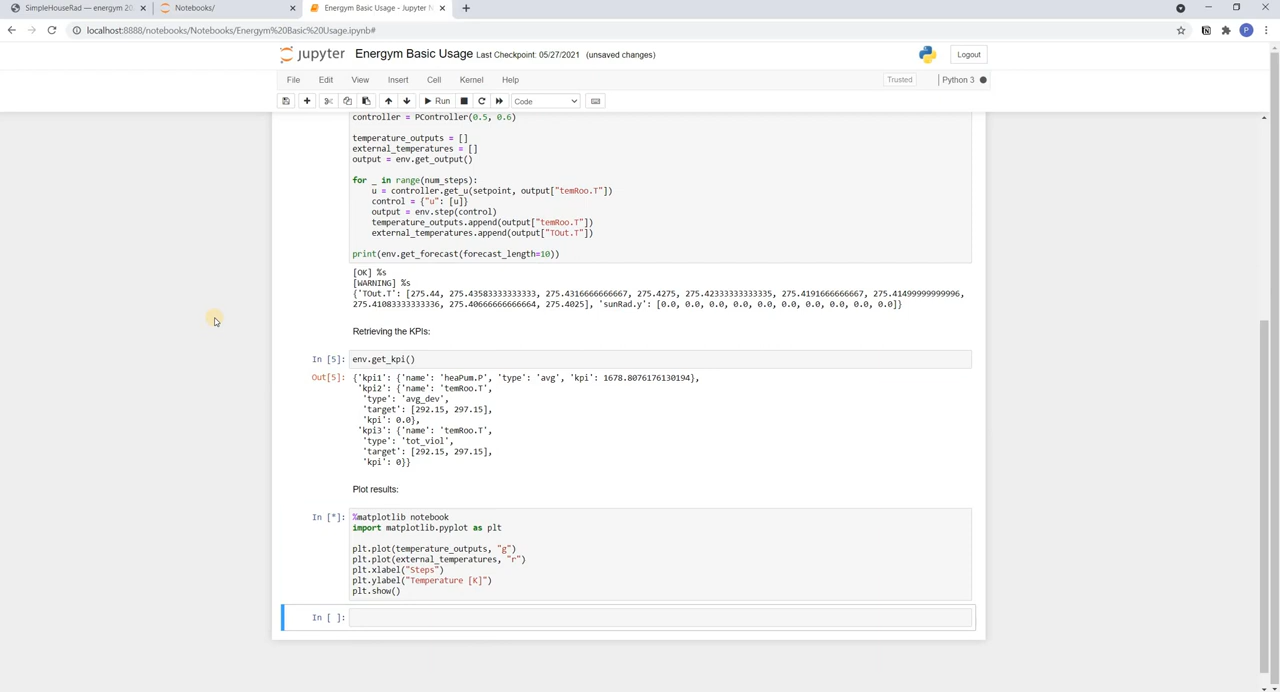 SimpleHouseRad — energym 20
Notebooks/
Energym Basic Usage - Jupyter N
localhost:8888/notebooks/Notebooks/Energym%20Basic%20Usage.ipynb#
P
jupyter Energym Basic Usage Last Checkpoint: 05/27/2021 (unsaved changes)
Logout
File Edit View Insert Cell Kernel Help
Trusted
Python 3
Run
Code
controller = PController(0.5, 0.6)
temperature_outputs = []
external_temperatures = []
output = env.get_output()
for _ in range(num_steps):
u = controller.get_u(setpoint, output["temRoo.T"])
control = {"u": [u]}
output = env.step(control)
temperature_outputs.append(output["temRoo.T"])
external_temperatures.append(output["TOut.T"])
print(env.get_forecast(forecast_length=10))
[OK] %s
[WARNING] %s
{'TOut.T': [275.44, 275.43583333333333, 275.4316666666667, 275.4275, 275.42333333333335, 275.4191666666667, 275.41499999999996,
275.41083333333336, 275.40666666666664, 275.4025], 'sunRad.y': [0.0, 0.0, 0.0, 0.0, 0.0, 0.0, 0.0, 0.0, 0.0, 0.0]}
Retrieving the KPIs:
In [5]: env.get_kpi()
Out[5]: {'kpi1': {'name': 'heaPum.P', 'type': 'avg', 'kpi': 1678.8076176130194},
'kpi2': {'name': 'temRoo.T',
'type': 'avg_dev',
'target': [292.15, 297.15],
'kpi': 0.0},
'kpi3': {'name': 'temRoo.T',
'type': 'tot_viol',
'target': [292.15, 297.15],
'kpi': 0}}
Plot results:
In [*]: %matplotlib notebook
import matplotlib.pyplot as plt
plt.plot(temperature_outputs, "g")
plt.plot(external_temperatures, "r")
plt.xlabel("Steps")
plt.ylabel("Temperature [K]")
plt.show()
In [ ]: